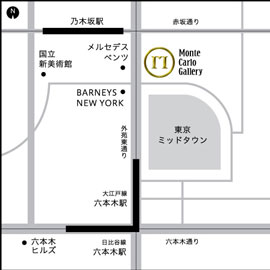 N
乃木坂駅
赤坂通り
メルセデス
ベンツ
国立
新美術館
Monte
Carlo
Gallery
BARNEYS
NEW YORK
外苑東通り
東京
ミッドタウン
大江戸線
六本木駅
六本木
ヒルズ
日比谷線
六本木駅
六本木通り